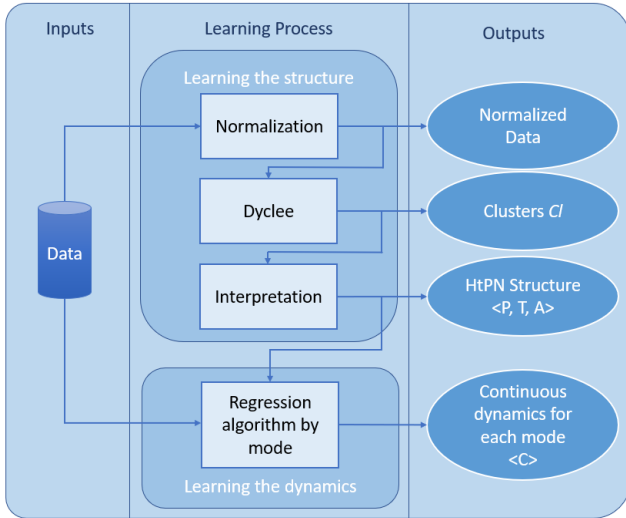 Inputs
Learning Process
Outputs
Learning the structure
Normalization
Normalized
Data
Dyclee
Clusters Cl
Data
Interpretation
HtPN Structure
<P, T, A>
Regression
algorithm by
mode
Continuous
dynamics for
each mode
<C>
Learning the dynamics